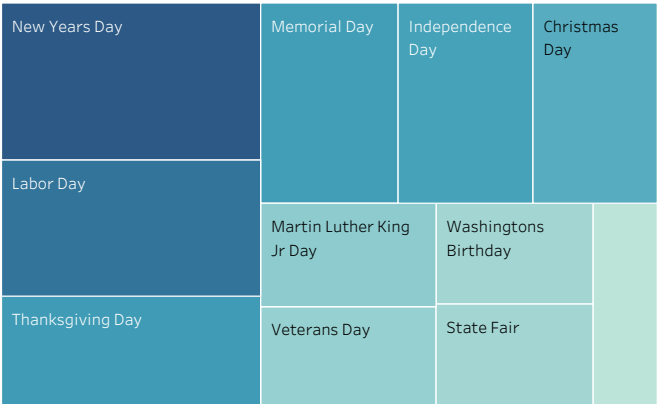 New Years Day
Labor Day
Thanksgiving Day
Memorial Day
Independence
Day
Christmas
Day
Martin Luther King
Jr Day
Veterans Day
Washingtons
Birthday
State Fair